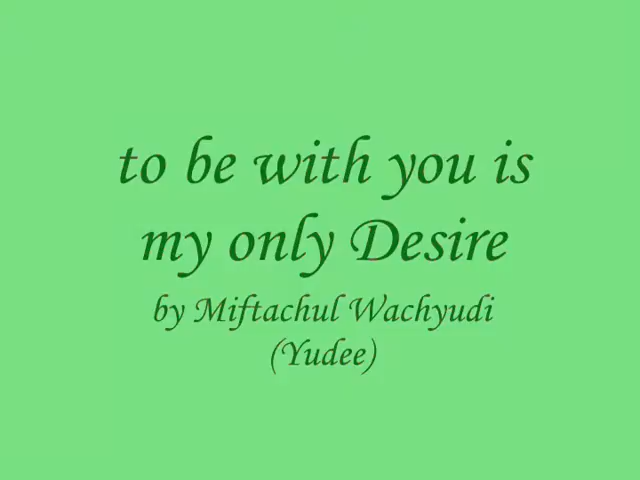 to be with you is
my only Desire
by Miftachul Wachyudi
(Yudee)